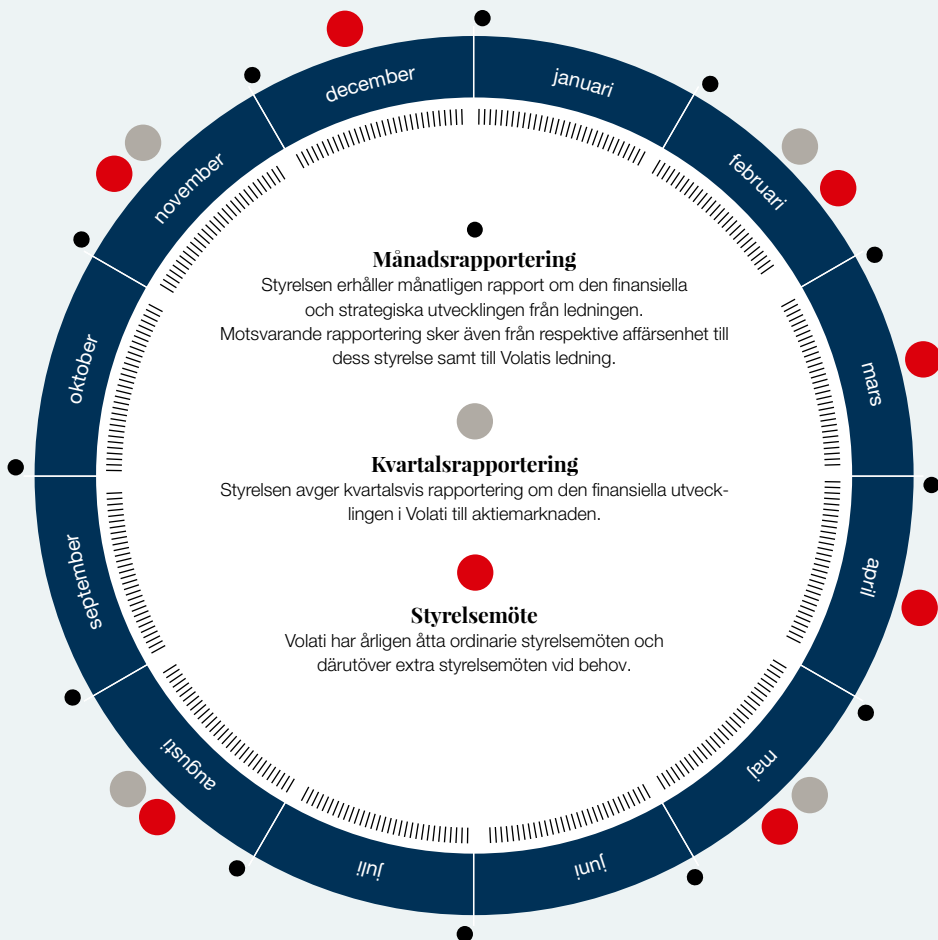 januari
februari
mars
april
maj
juni
juli
augusti
september
oktober
november
december
Månadsrapportering
Styrelsen erhåller månatligen rapport om den finansiella
och strategiska utvecklingen från ledningen.
Motsvarande rapportering sker även från respektive affärsenhet till
dess styrelse samt till Volatis ledning.
Kvartalsrapportering
Styrelsen avger kvartalsvis rapportering om den finansiella utveck-
lingen i Volati till aktiemarknaden.
Styrelsemöte
Volati har årligen åtta ordinarie styrelsemöten och
därutöver extra styrelsemöten vid behov.